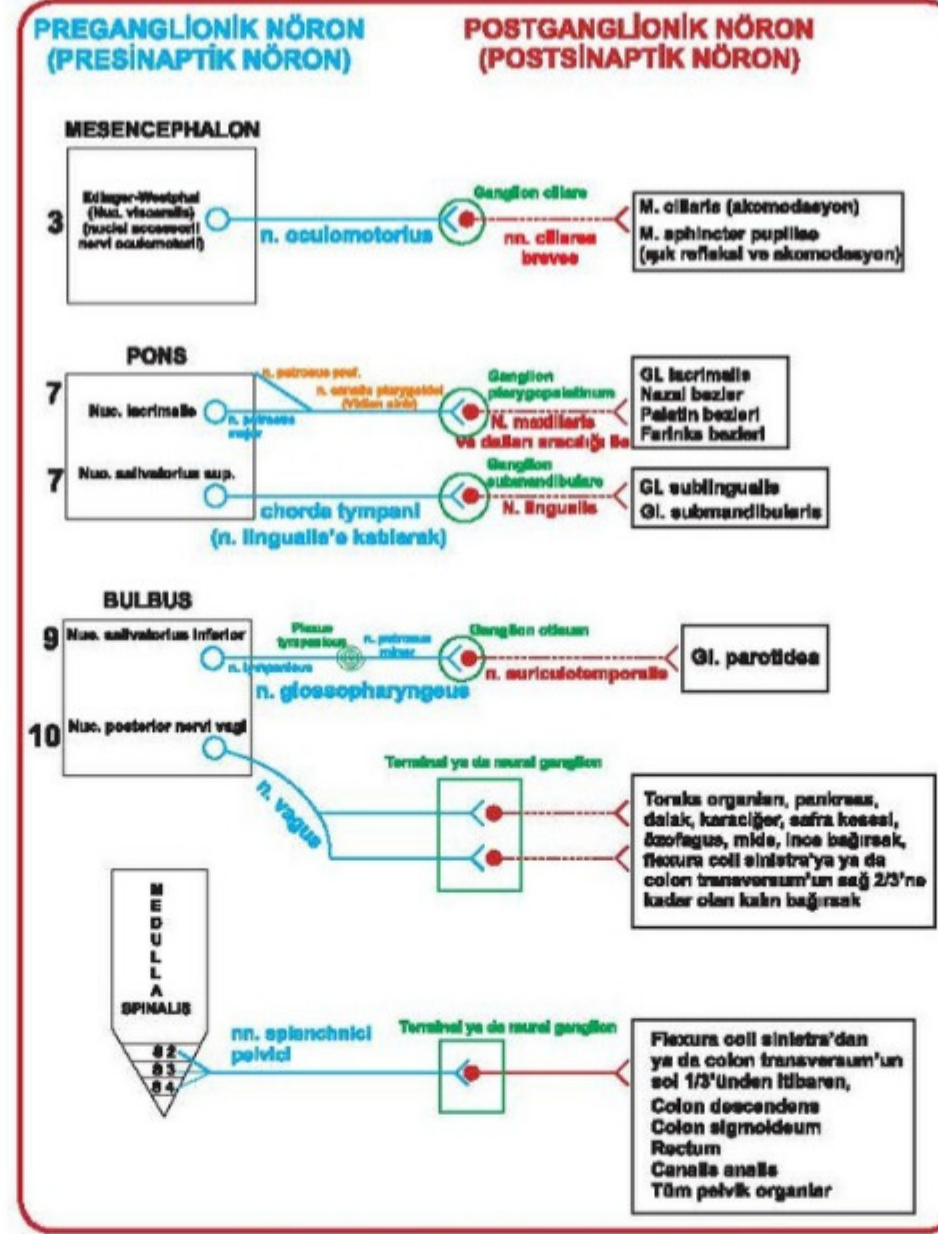 PREGANGLİONİK NÖRON
(PRESİNAPTİK NÖRON)
POSTGANGLİONİK NÖRON
(POSTSİNAPTİK NÖRON)
MESENCEPHALON
3
Edinger-Westphal
(Nuc. visceralis)
(nuclei accessorii
nervi oculomotorii)
n. oculomotorius
Ganglion ciliare
nn. ciliares
breves
M. ciliaris (akomodasyon)
M. sphincter pupillae
(ışık refleksi ve akomodasyon)
PONS
7
Nuc. lacrimalis
n. petrosus prof.
n. canalis pterygoidei
(Vidian siniri)
n. petrosus
major
Ganglion
pterygopalatinum
N. maxillaris
ve dalları aracılığı ile
GL lacrimalis
Nazal bezler
Palatin bezleri
Farinks bezleri
7
Nuc. salivatorius sup.
chorda tympani
(n. lingualis'e katılarak)
Ganglion
submandibulare
N. lingualis
GL sublingualis
Gl. submandibularis
BULBUS
9
Nuc. salivatorius inferior
n. tympanicus
Plexus
tympanicus
n. petrosus
minor
n. glossopharyngeus
Ganglion oticum
n. auriculotemporalis
Gl. parotidea
10
Nuc. posterior nervi vagi
n. vagus
Terminal ya da mural ganglion
Toraks organları, pankreas,
dalak, karaciğer, safra kesesi,
özofagus, mide, ince bağırsak,
flexura coli sinistra'ya ya da
colon transversum'un sağ 2/3'ne
kadar olan kalın bağırsak
MEDULLA
SPINALIS
S2
S3
S4
nn. splanchnici
pelvici
Terminal ya da mural ganglion
Flexura coli sinistra'dan
ya da colon transversum'un
sol 1/3'ünden itibaren,
Colon descendens
Colon sigmoideum
Rectum
Canalis analis
Tüm pelvik organlar